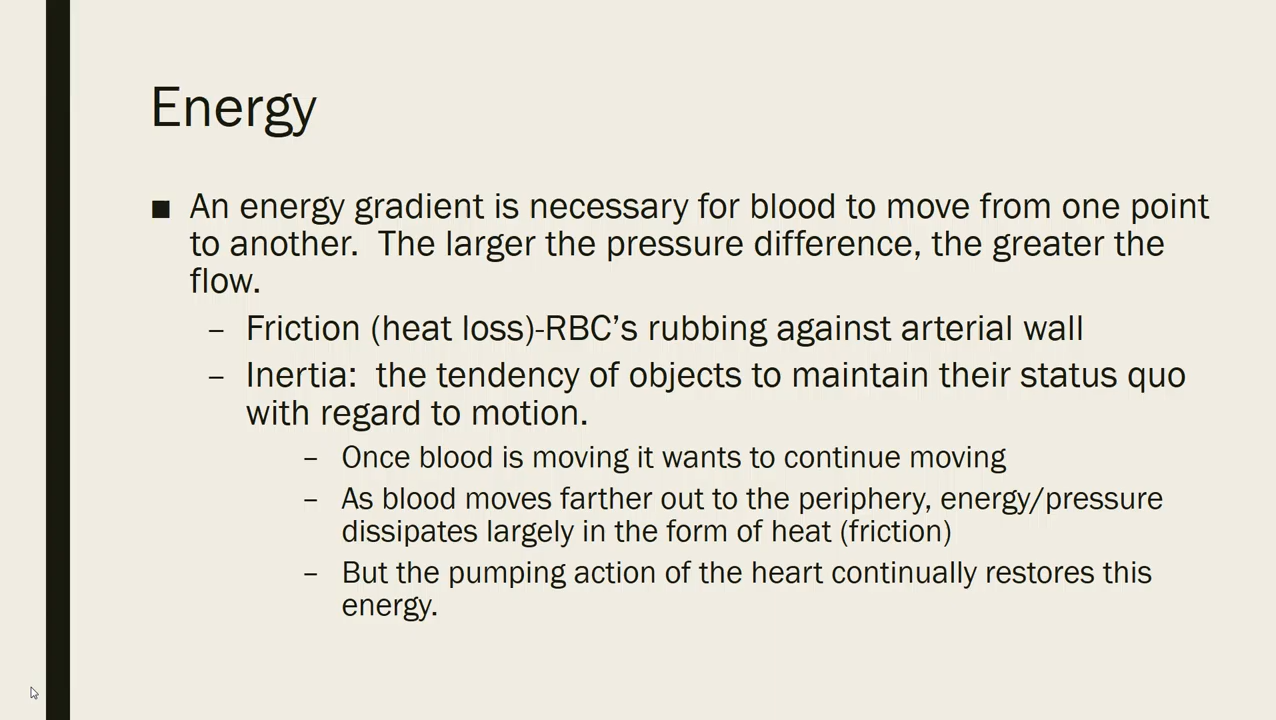 Energy
■ An energy gradient is necessary for blood to move from one point
to another.  The larger the pressure difference, the greater the
flow.
– Friction (heat loss)-RBC’s rubbing against arterial wall
– Inertia:  the tendency of objects to maintain their status quo
with regard to motion.
– Once blood is moving it wants to continue moving
– As blood moves farther out to the periphery, energy/pressure
dissipates largely in the form of heat (friction)
– But the pumping action of the heart continually restores this
energy.